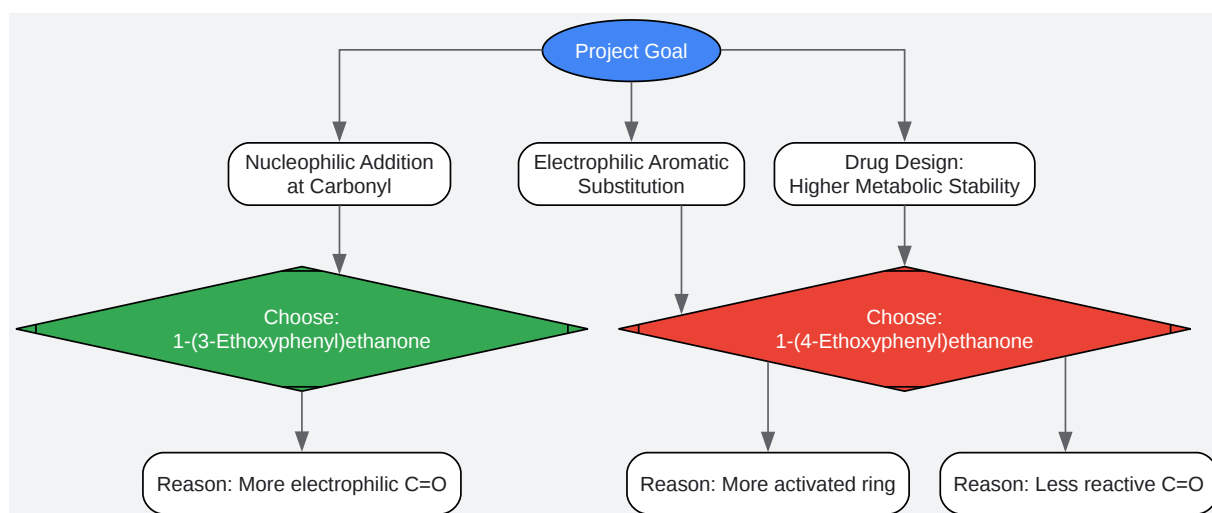 Project Goal
Nucleophilic Addition
at Carbonyl
Electrophilic Aromatic
Substitution
Drug Design:
Higher Metabolic Stability
Choose:
1-(3-Ethoxyphenyl)ethanone
Choose:
1-(4-Ethoxyphenyl)ethanone
Reason: More electrophilic C=O
Reason: More activated ring
Reason: Less reactive C=O